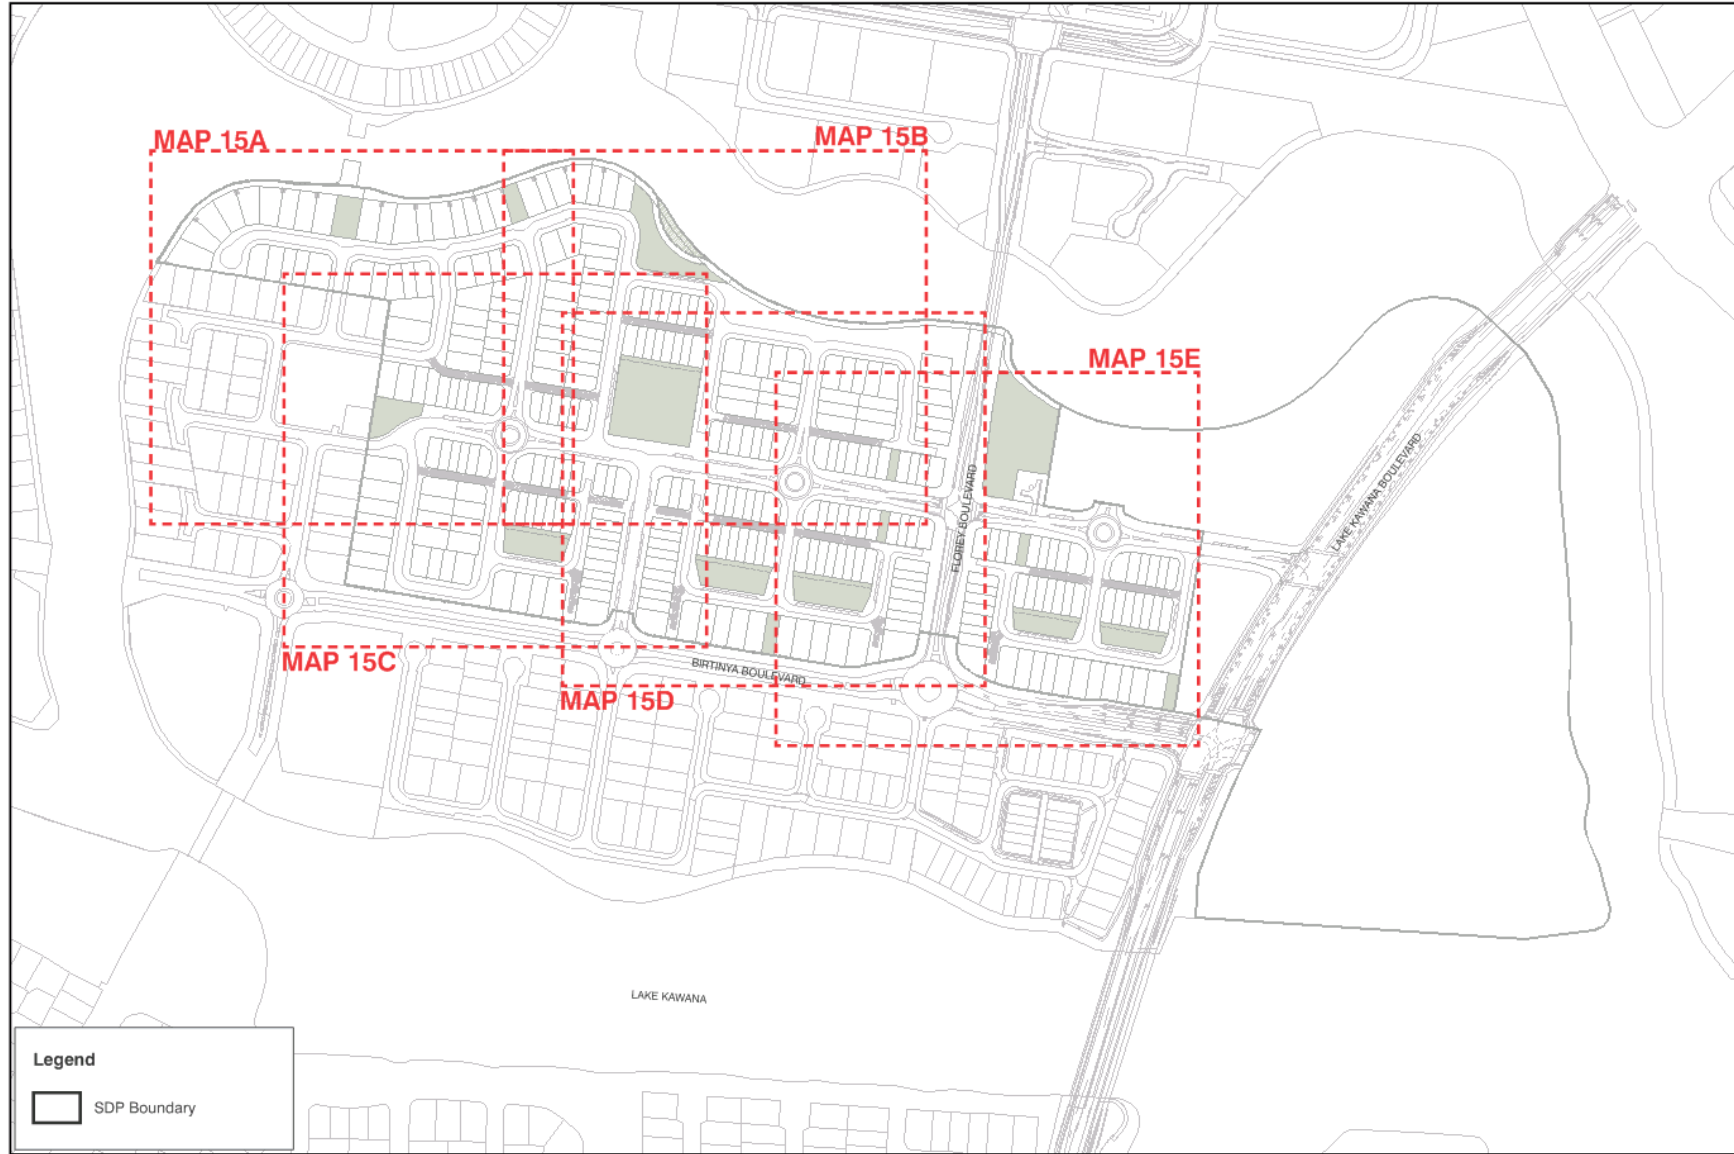 MAP 15A
MAP 15B
MAP 15E
LAKE KAWANA BOULEVARD
FLOREY BOULEVARD
MAP 15C
BIRTINYA BOULEVARD
MAP 15D
LAKE KAWANA
Legend
SDP Boundary